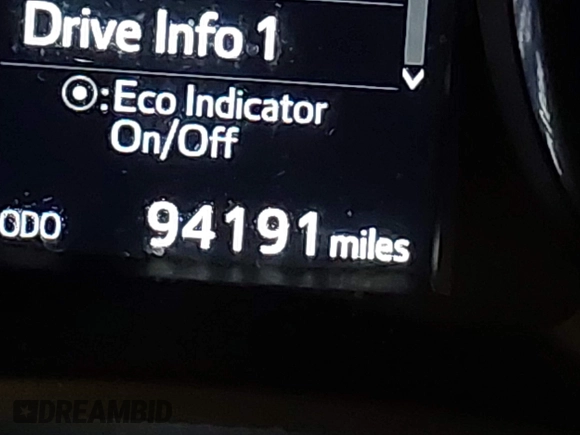 Drive Info 1
:Eco Indicator
On/Off
ODO 94191 miles
DREAMBID